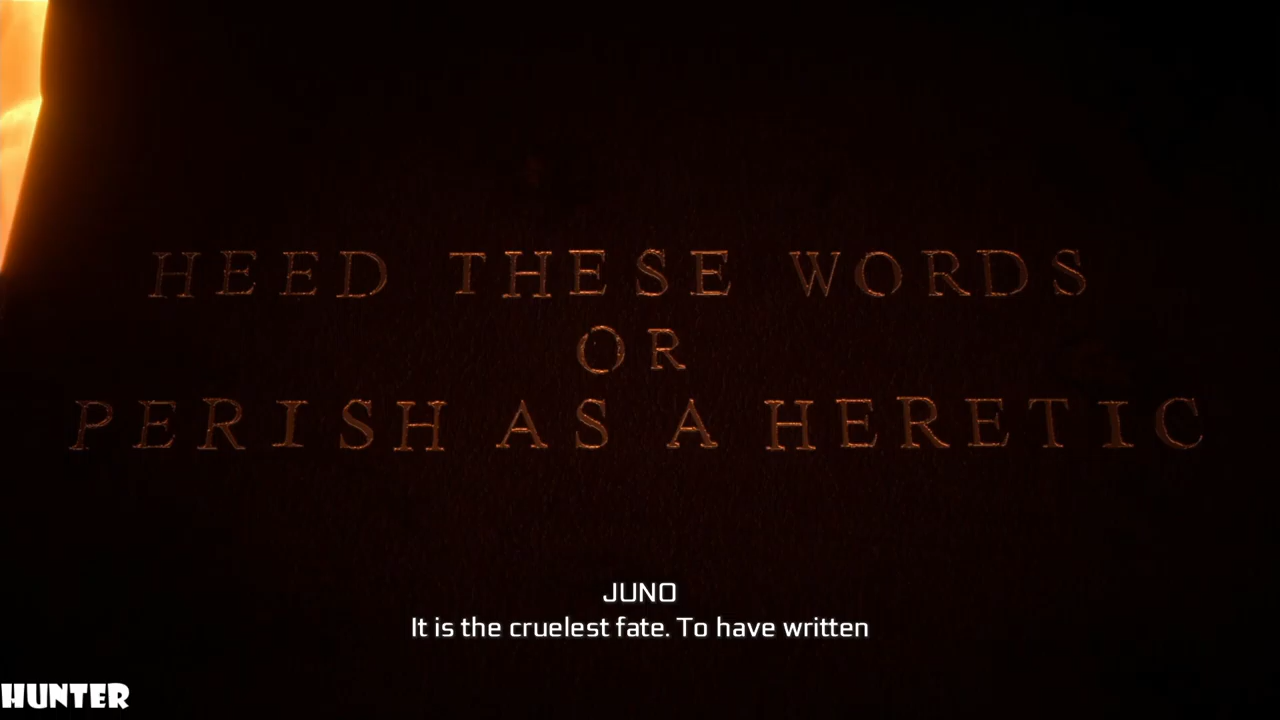 HEED THESE WORDS
OR
PERISH AS A HERETIC
JUNO
It is the cruelest fate. To have written
HUNTER